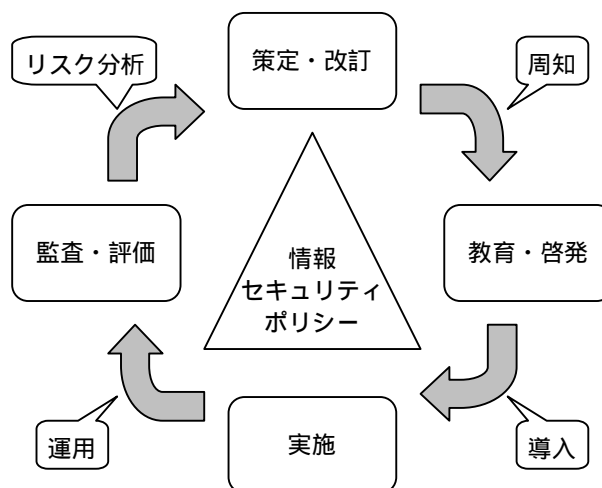 リスク分析
策定・改訂
周知
監査・評価
情報
セキュリティ
ポリシー
教育・啓発
運用
実施
導入